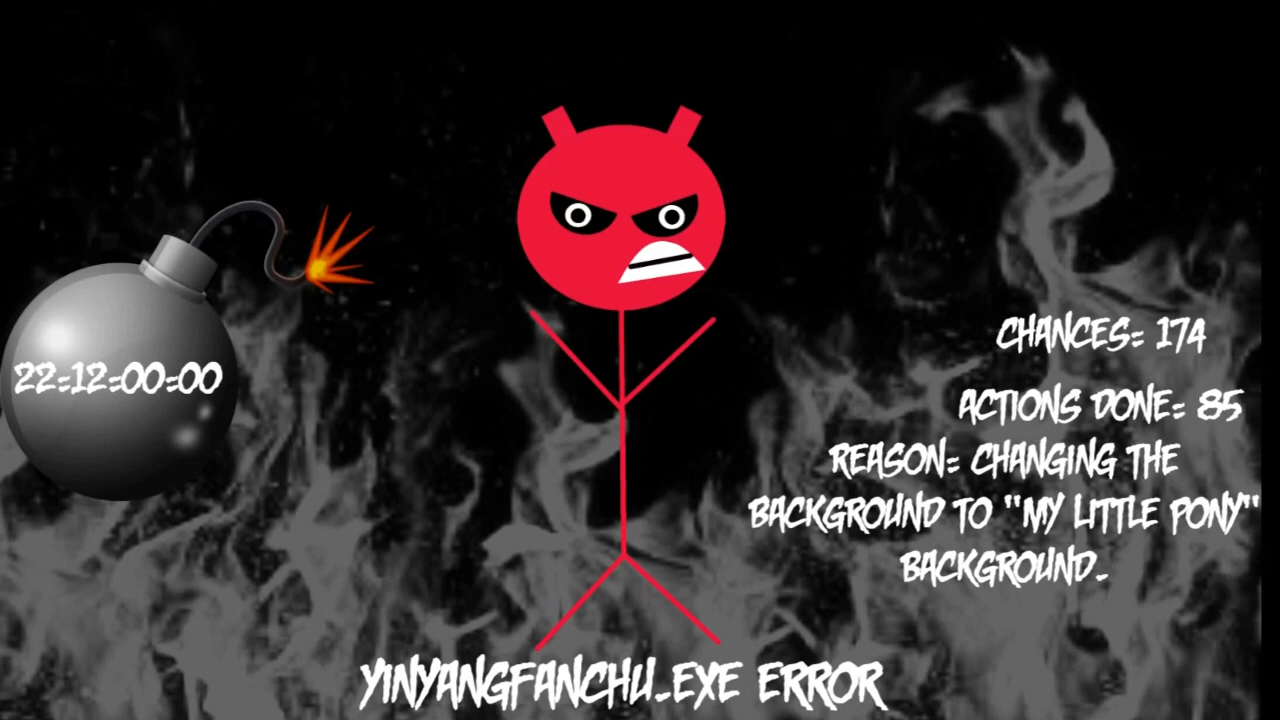 22:12:00:00
CHANCES: 174
ACTIONS DONE: 85
REASON: CHANGING THE
BACKGROUND TO "MY LITTLE PONY"
BACKGROUND.
YINYANGFANCHU.EXE ERROR